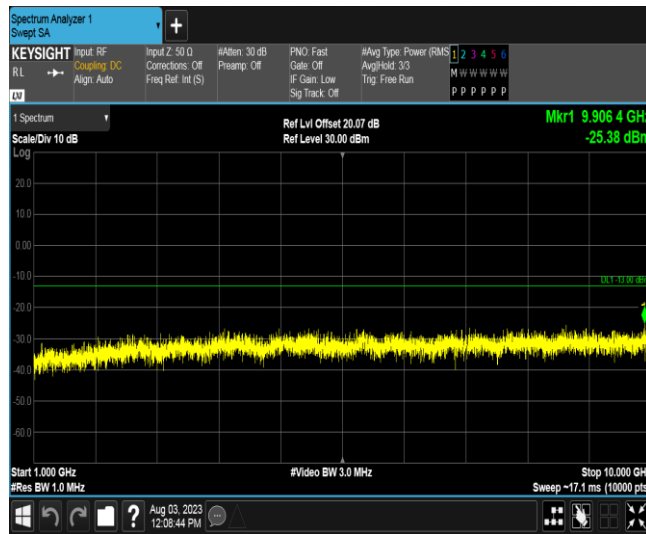 Spectrum Analyzer 1
Swept SA
KEYSIGHT Input: RF Input Z: 50 Ω #Atten: 30 dB PNO: Fast #Avg Type: Power (RMS 1 2 3 4 5 6
RL Coupling: DC Corrections: Off Preamp: Off Gate: Off Avg|Hold: 3/3 M W W W W W
Align: Auto Freq Ref: Int (S) IF Gain: Low Trig: Free Run
LXI Sig Track: Off P P P P P P
1 Spectrum Ref Lvl Offset 20.07 dB Mkr1 9.906 4 GHz
Scale/Div 10 dB Ref Level 30.00 dBm -25.38 dBm
Log
20.0
10.0
0.00
-10.0
DL1 -13.00 dBm
-20.0
-30.0
-40.0
-50.0
-60.0
Start 1.000 GHz #Video BW 3.0 MHz Stop 10.000 GHz
#Res BW 1.0 MHz Sweep ~17.1 ms (10000 pts
? Aug 03, 2023
12:08:44 PM